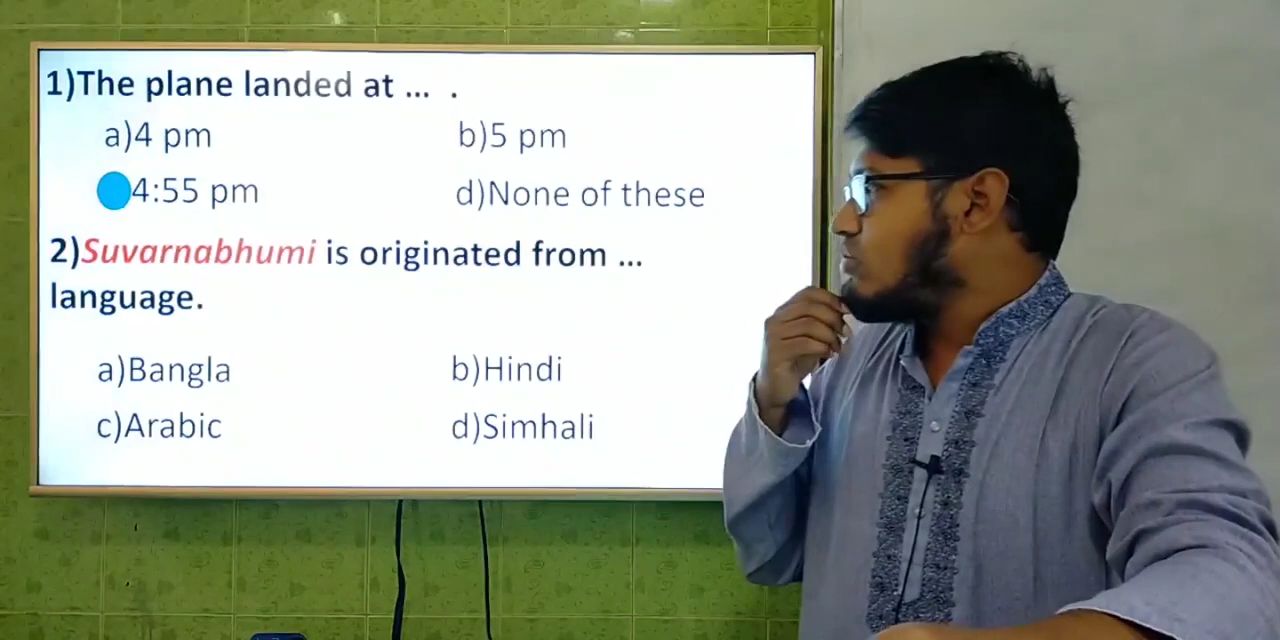 1)The plane landed at ... .
a)4 pm b)5 pm
4:55 pm d)None of these
2)Suvarnabhumi is originated from ...
language.
a)Bangla b)Hindi
c)Arabic d)Simhali